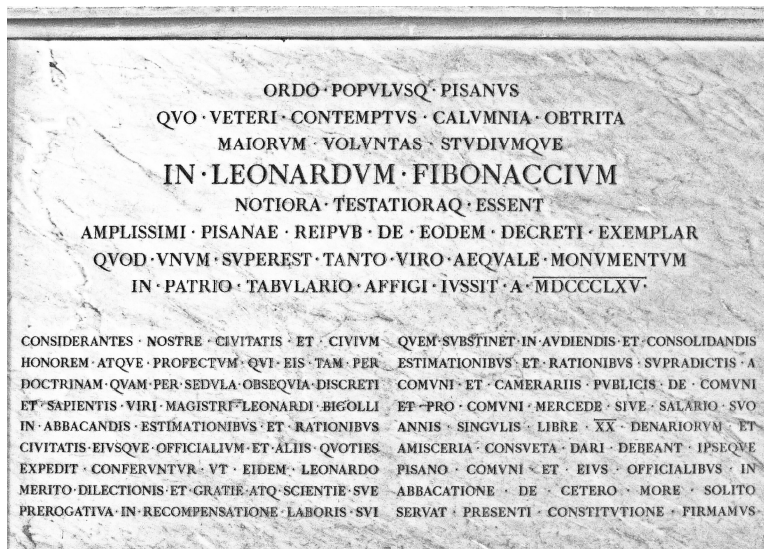 ORDO · POPVLVSQ · PISANVS
QVO · VETERI · CONTEMPTVS · CALVMNIA · OBTRITA
MAIORVM · VOLVNTAS · STVDIVMQVE
IN · LEONARDVM · FIBONACCIVM
NOTIORA · TESTATIORAQ · ESSENT
AMPLISSIMI · PISANAE · REIPVB · DE · EODEM · DECRETI · EXEMPLAR
QVOD · VNVM · SVPEREST · TANTO · VIRO · AEQVALE · MONVMENTVM
IN · PATRIO · TABVLARIO · AFFIGI · IVSSIT · A · MDCCCLXV ·
CONSIDERANTES · NOSTRE · CIVITATIS · ET · CIVIVM
HONOREM · ATQVE · PROFECTVM · QVI · EIS · TAM · PER
DOCTRINAM · QVAM · PER · SEDVLA · OBSEQVIA · DISCRETI
ET · SAPIENTIS · VIRI · MAGISTRI · LEONARDI · BIGOLLI
IN · ABBACANDIS · ESTIMATIONIBVS · ET · RATIONIBVS
CIVITATIS · EIVSQVE · OFFICIALIVM · ET · ALIIS · QVOTIES
EXPEDIT · CONFERVNTVR · VT · EIDEM · LEONARDO
MERITO · DILECTIONIS · ET · GRATIE · ATQ · SCIENTIE · SVE
PREROGATIVA · IN · RECOMPENSATIONE · LABORIS · SVI
QVEM · SVBSTINET · IN · AVDIENDIS · ET · CONSOLIDANDIS
ESTIMATIONIBVS · ET · RATIONIBVS · SVPRADICTIS · A
COMVNI · ET · CAMERARIIS · PVBLICIS · DE · COMVNI
ET · PRO · COMVNI · MERCEDE · SIVE · SALARIO · SVO
ANNIS · SINGVLIS · LIBRE · XX · DENARIORVM · ET
AMISCERIA · CONSVETA · DARI · DEBEANT · IPSEQVE
PISANO · COMVNI · ET · EIVS · OFFICIALIBVS · IN
ABBACATIONE · DE · CETERO · MORE · SOLITO
SERVAT · PRESENTI · CONSTITVTIONE · FIRMAMVS ·